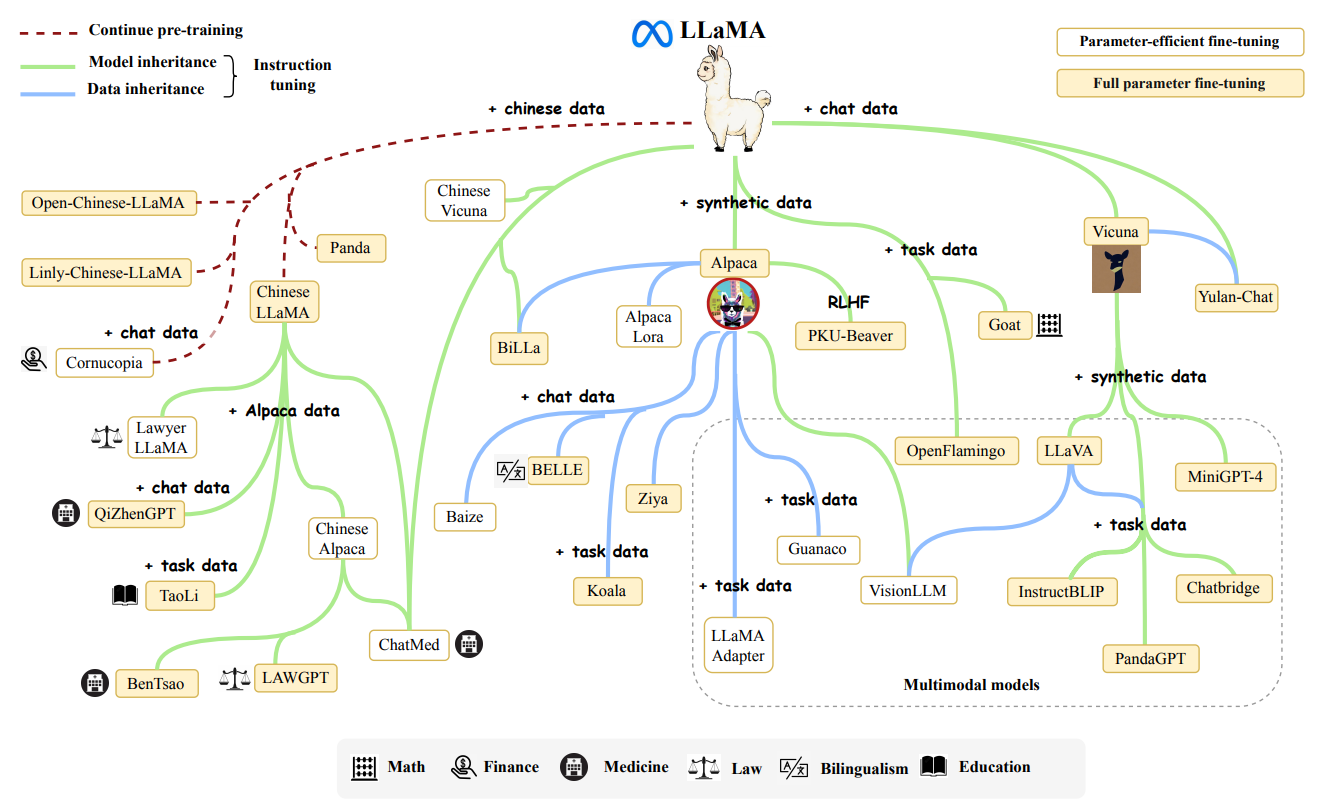 LLaMA
Continue pre-training
Model inheritance
Data inheritance
Instruction
tuning
Parameter-efficient fine-tuning
Full parameter fine-tuning
+ chinese data
+ chat data
Open-Chinese-LLaMA
Linly-Chinese-LLaMA
Panda
Chinese
LLaMA
+ chat data
Cornucopia
Chinese
Vicuna
+ synthetic data
+ task data
Vicuna
Yulan-Chat
Alpaca
Alpaca
Lora
BiLLa
RLHF
PKU-Beaver
Goat
+ synthetic data
+ Alpaca data
Lawyer
LLaMA
+ chat data
QiZhenGPT
+ task data
TaoLi
Chinese
Alpaca
ChatMed
BenTsao
LAWGPT
+ chat data
BELLE
Baize
Ziya
+ task data
Koala
+ task data
Guanaco
+ task data
LLaMA
Adapter
OpenFlamingo
LLaVA
MiniGPT-4
VisionLLM
+ task data
InstructBLIP
Chatbridge
PandaGPT
Multimodal models
Math
Finance
Medicine
Law
Bilingualism
Education